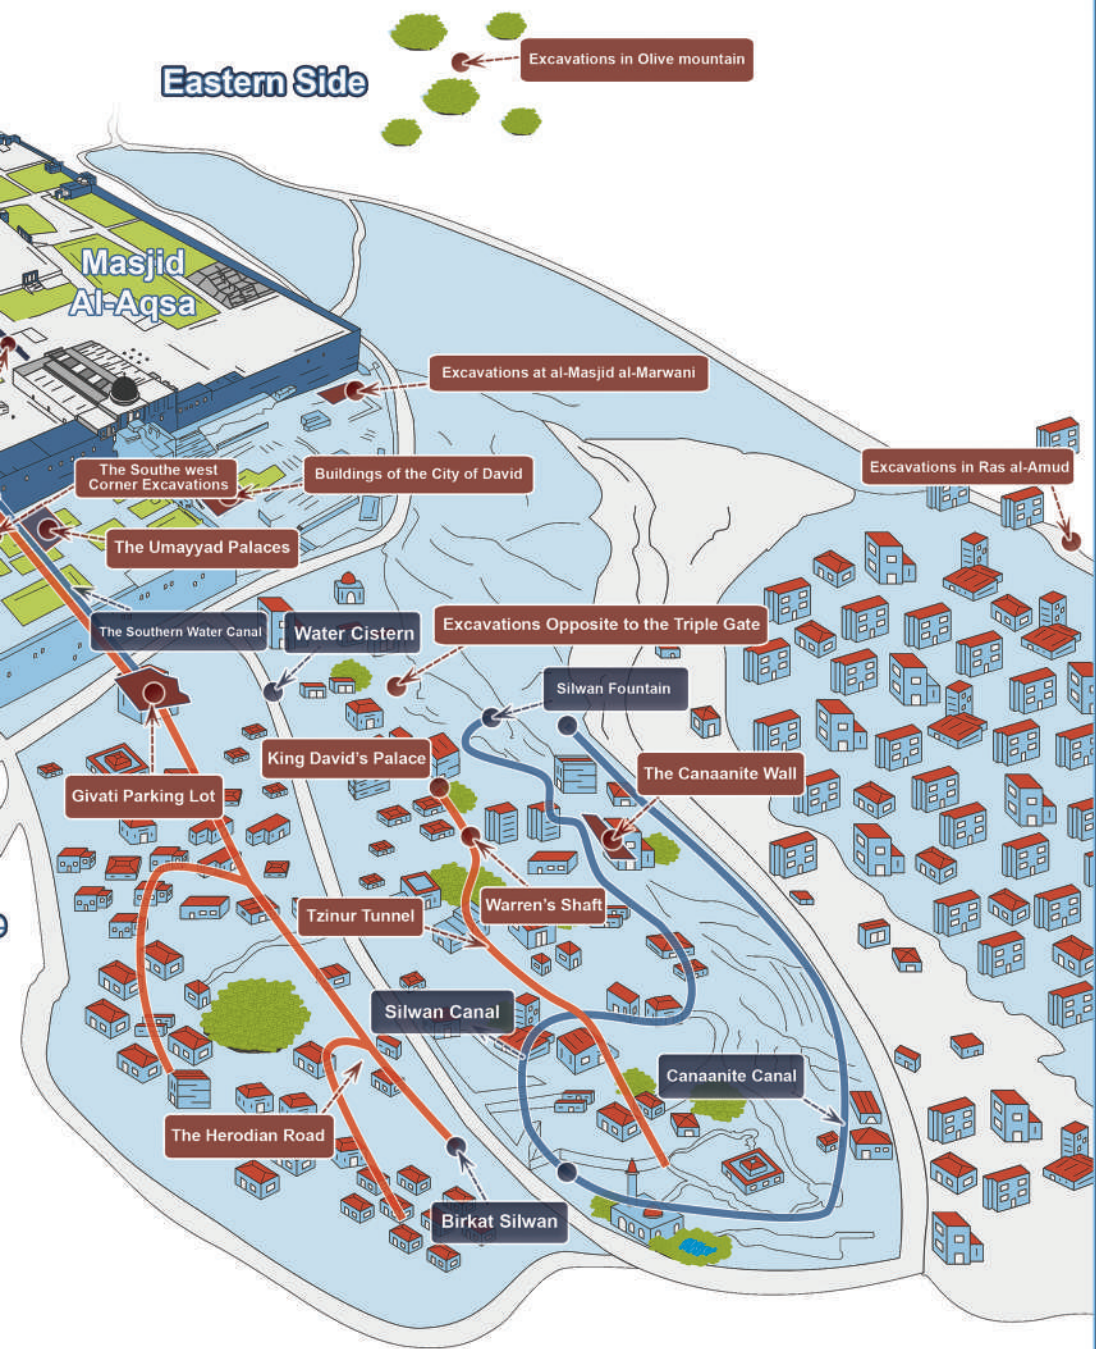 Excavations in Olive mountain
Eastern Side
Masjid
Al-Aqsa
Excavations at al-Masjid al-Marwani
The Southe west
Corner Excavations
Buildings of the City of David
Excavations in Ras al-Amud
The Umayyad Palaces
The Southern Water Canal
Water Cistern
Excavations Opposite to the Triple Gate
Silwan Fountain
King David's Palace
The Canaanite Wall
Givati Parking Lot
Warren's Shaft
Tzinur Tunnel
Silwan Canal
Canaanite Canal
The Herodian Road
Birkat Silwan